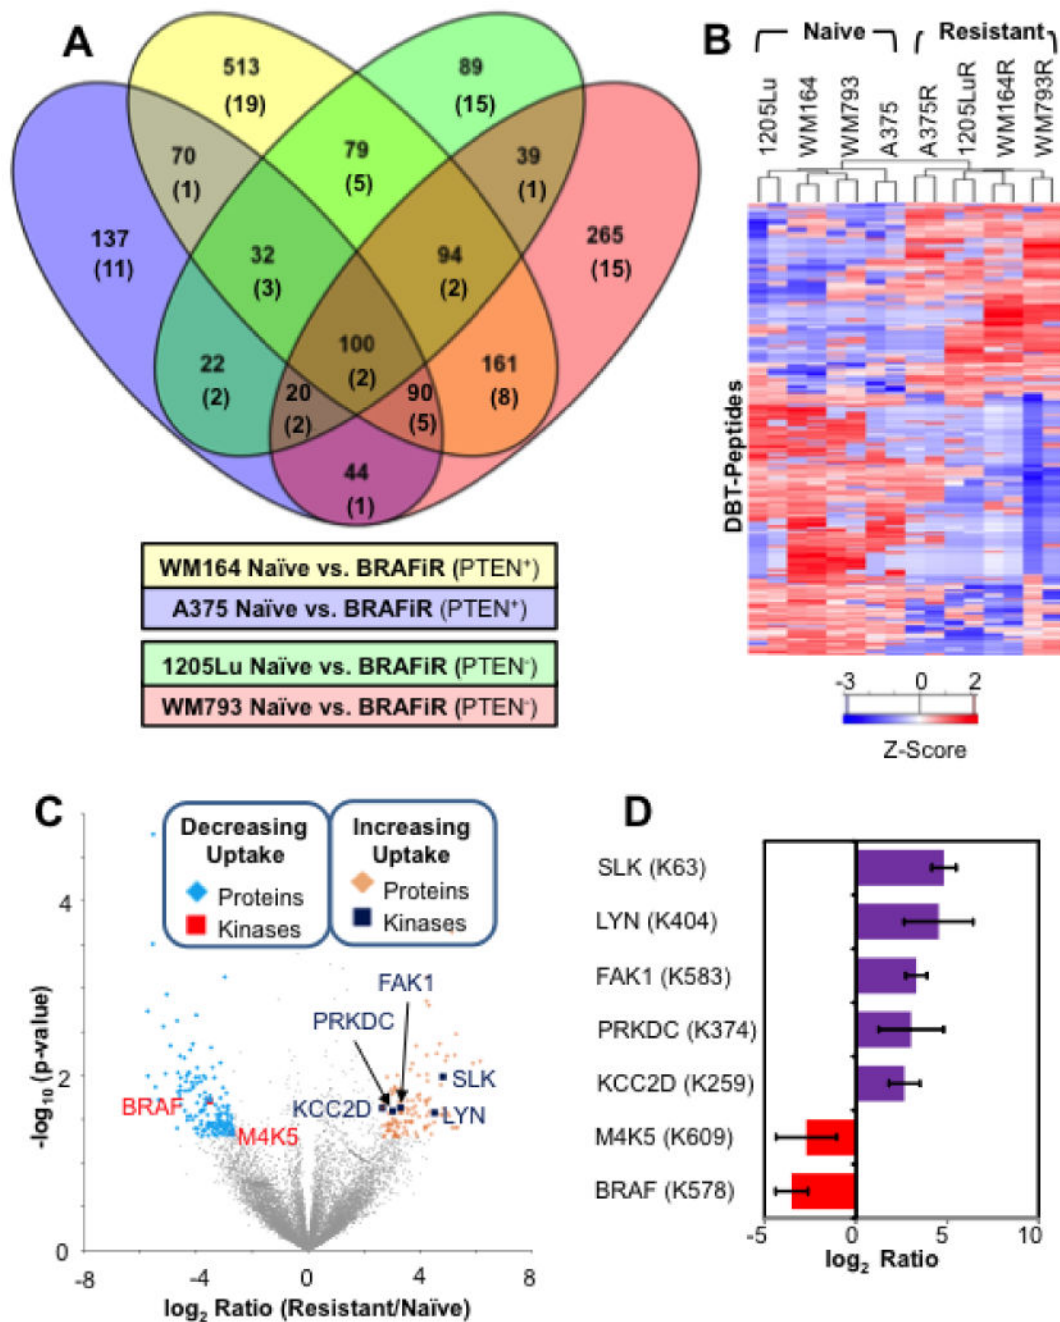 A
513
(19)
89
(15)
70
(1)
79
(5)
39
(1)
137
(11)
32
(3)
94
(2)
265
(15)
22
(2)
100
(2)
161
(8)
20
(2)
90
(5)
44
(1)
WM164 Naïve vs. BRAFiR (PTEN⁺)
A375 Naïve vs. BRAFiR (PTEN⁺)
1205Lu Naïve vs. BRAFiR (PTEN⁻)
WM793 Naïve vs. BRAFiR (PTEN⁻)
B
Naive
Resistant
1205Lu
WM164
WM793
A375
A375R
1205LuR
WM164R
WM793R
DBT-Peptides
-3 0 2
Z-Score
C
Decreasing
Uptake
Proteins
Kinases
Increasing
Uptake
Proteins
Kinases
FAK1
PRKDC
KCC2D
SLK
LYN
BRAF
M4K5
4
2
0
-8 -4 0 4 8
-log₁₀ (p-value)
log₂ Ratio (Resistant/Naïve)
D
SLK (K63)
LYN (K404)
FAK1 (K583)
PRKDC (K374)
KCC2D (K259)
M4K5 (K609)
BRAF (K578)
-5 0 5 10
log₂ Ratio